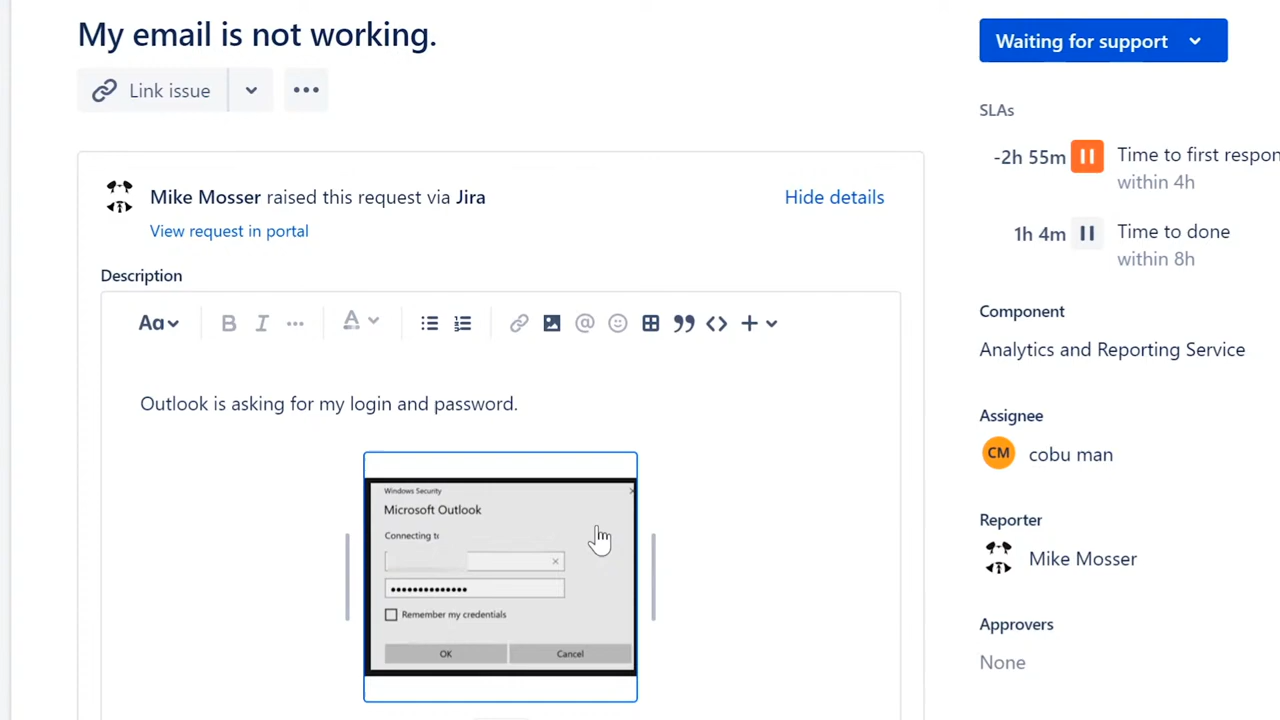 My email is not working.
Waiting for support
Link issue
SLAs
-2h 55m Time to first respon
within 4h
1h 4m Time to done
within 8h
Mike Mosser raised this request via Jira
Hide details
View request in portal
Description
Aa B I A @ <> +
Outlook is asking for my login and password.
Windows Security
Microsoft Outlook
Connecting t
Remember my credentials
OK Cancel
Component
Analytics and Reporting Service
Assignee
CM cobu man
Reporter
Mike Mosser
Approvers
None